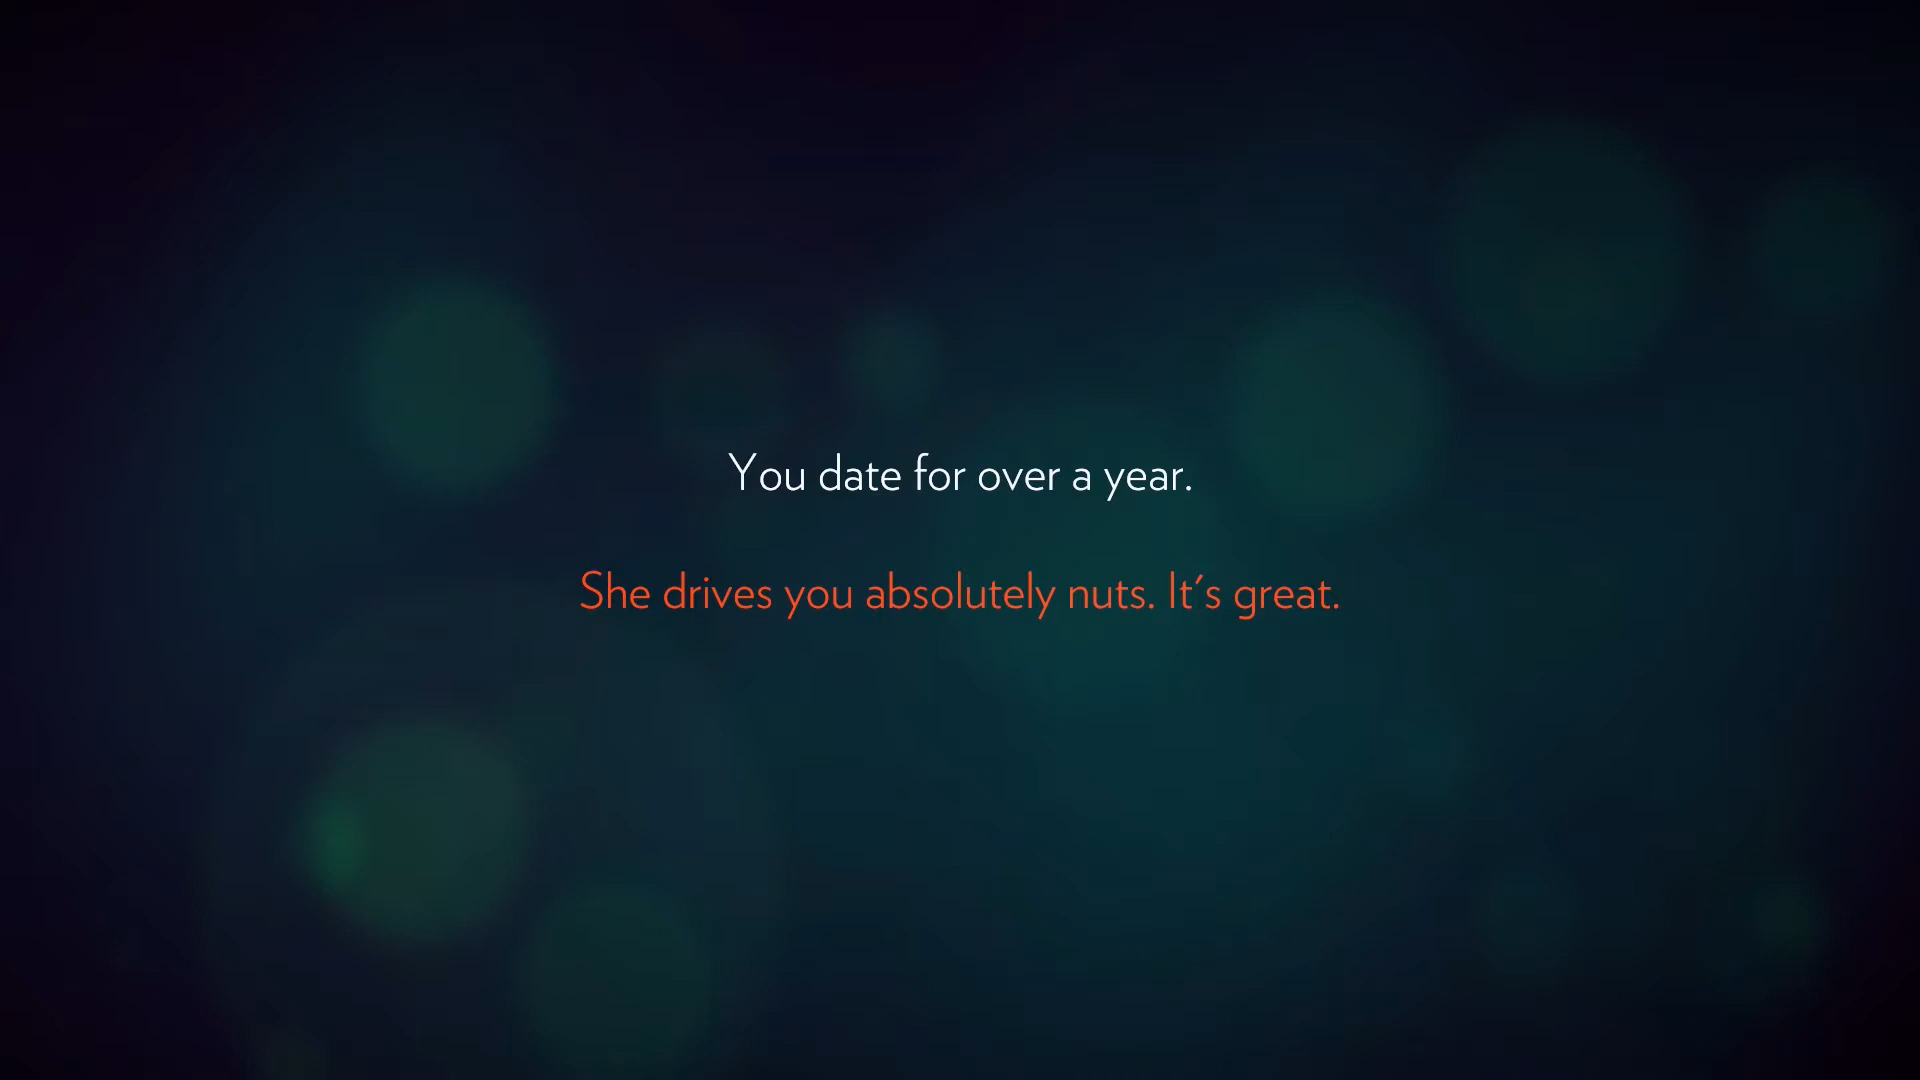 You date for over a year.
She drives you absolutely nuts. It's great.